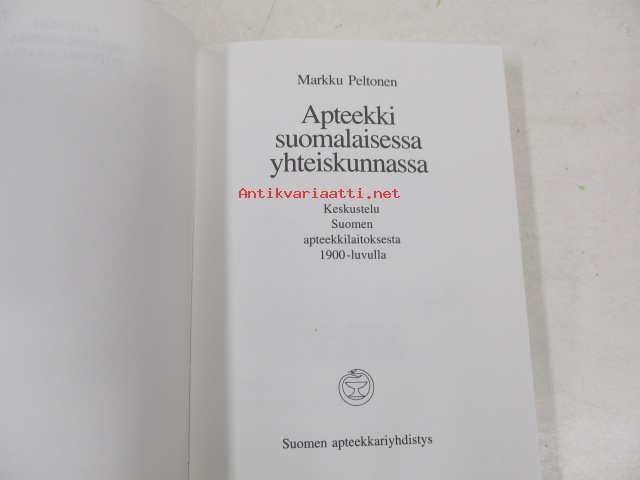 Markku Peltonen
Apteekki
suomalaisessa
yhteiskunnassa
Antikvariaatti.net
Keskustelu
Suomen
apteekkilaitoksesta
1900-luvulla
Suomen apteekkariyhdistys